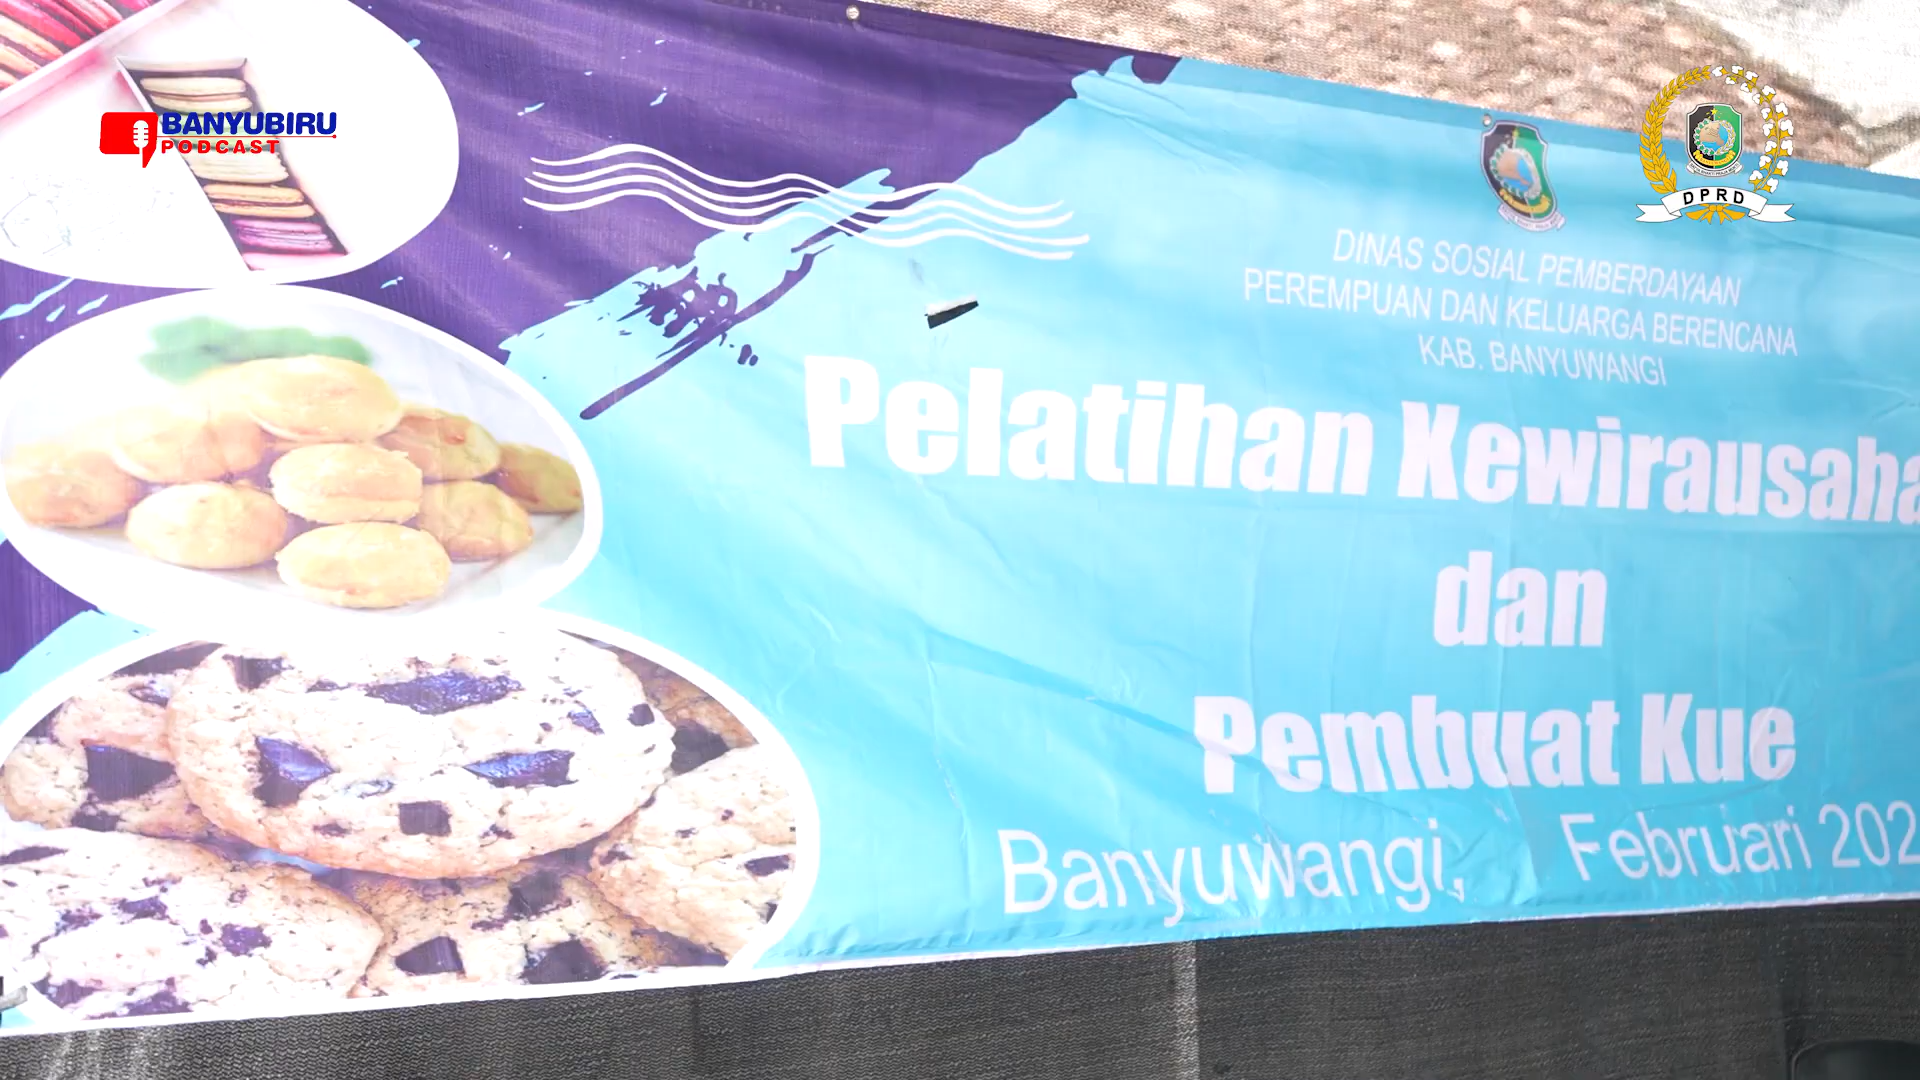 BANYUBIRU
PODCAST
DPRD
DINAS SOSIAL PEMBERDAYAAN
PEREMPUAN DAN KELUARGA BERENCANA
KAB. BANYUWANGI
Pelatihan Kewirausaha
dan
Pembuat Kue
Banyuwangi, Februari 202